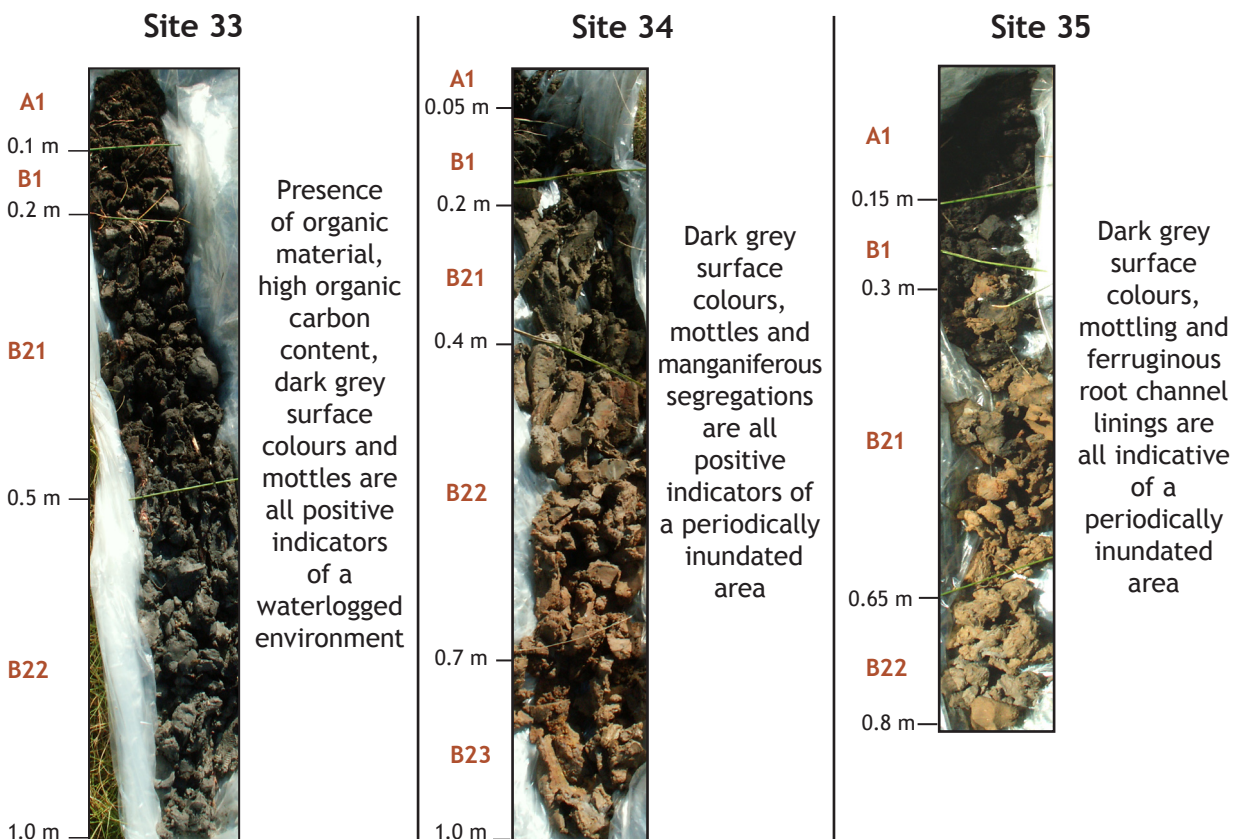 Site 33
A1
0.1 m
B1
0.2 m
B21
0.5 m
B22
1.0 m
Presence
of organic
material,
high organic
carbon
content,
dark grey
surface
colours and
mottles are
all positive
indicators
of a
waterlogged
environment
Site 34
A1
0.05 m
B1
0.2 m
B21
0.4 m
B22
0.7 m
B23
1.0 m
Dark grey
surface
colours,
mottles and
manganiferous
segregations
are all
positive
indicators of
a periodically
inundated
area
Site 35
A1
0.15 m
B1
0.3 m
B21
0.65 m
B22
0.8 m
Dark grey
surface
colours,
mottling and
ferruginous
root channel
linings are
all indicative
of a
periodically
inundated
area